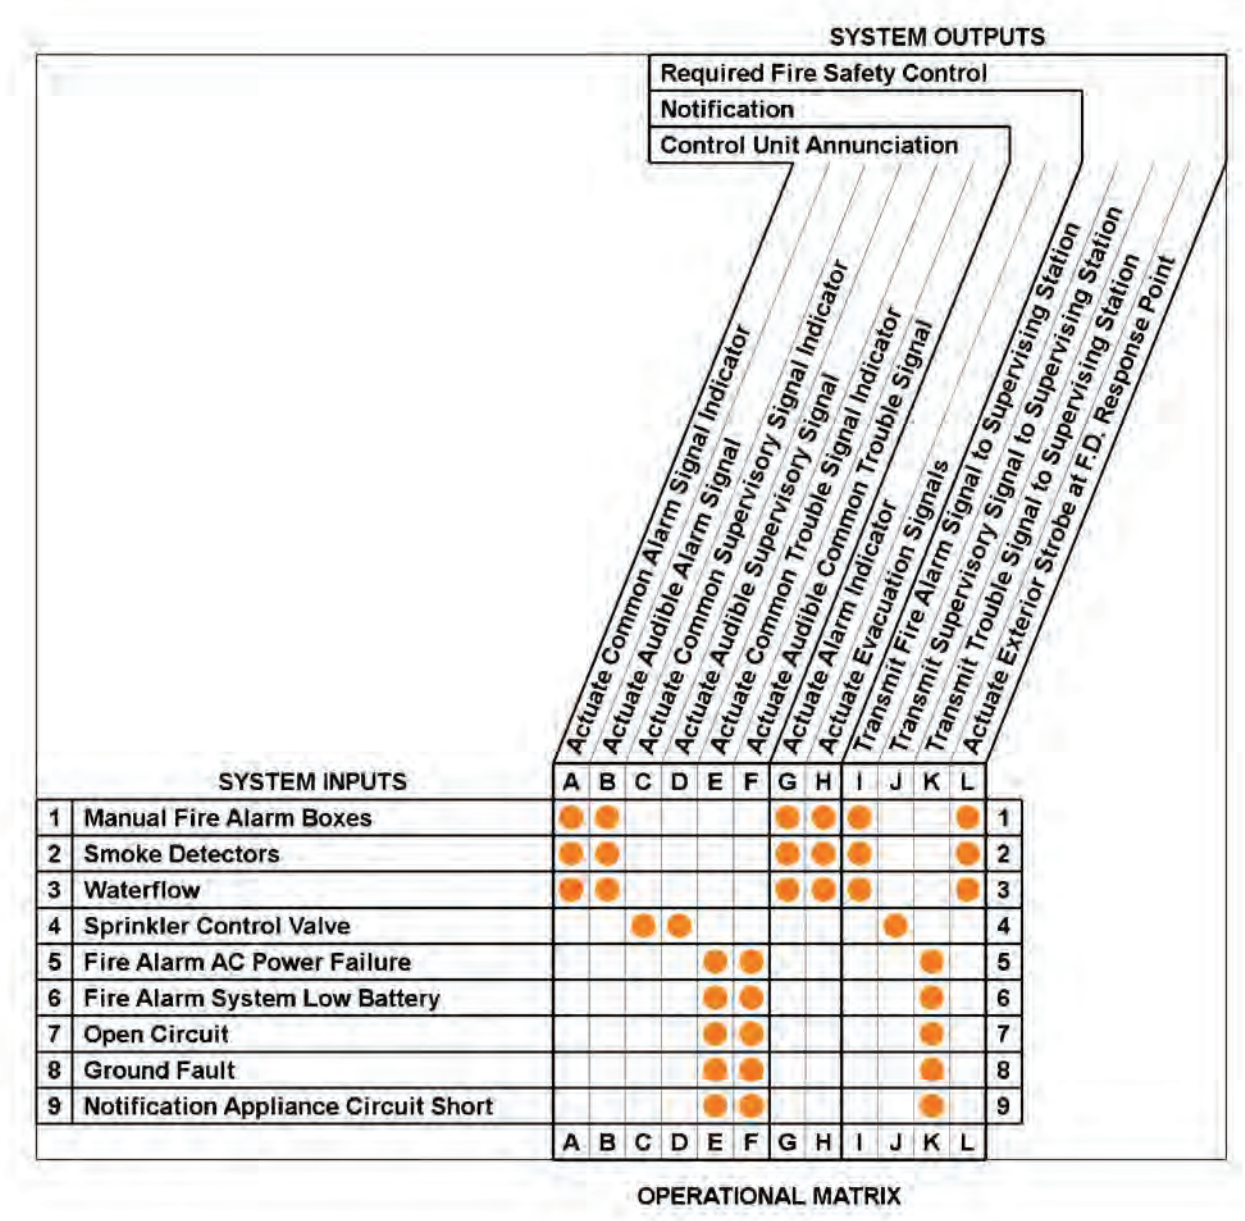 SYSTEM OUTPUTS
Required Fire Safety Control
Notification
Control Unit Annunciation
Actuate Common Alarm Signal Indicator
Actuate Audible Alarm Signal
Actuate Common Supervisory Signal Indicator
Actuate Audible Supervisory Signal
Actuate Common Trouble Signal Indicator
Actuate Audible Common Trouble Signal
Actuate Alarm Indicator
Actuate Evacuation Signals
Transmit Fire Alarm Signal to Supervising Station
Transmit Supervisory Signal to Supervising Station
Transmit Trouble Signal to Supervising Station
Actuate Exterior Strobe at F.D. Response Point
SYSTEM INPUTS A B C D E F G H I J K L
1 Manual Fire Alarm Boxes 1
2 Smoke Detectors 2
3 Waterflow 3
4 Sprinkler Control Valve 4
5 Fire Alarm AC Power Failure 5
6 Fire Alarm System Low Battery 6
7 Open Circuit 7
8 Ground Fault 8
9 Notification Appliance Circuit Short 9
A B C D E F G H I J K L
OPERATIONAL MATRIX